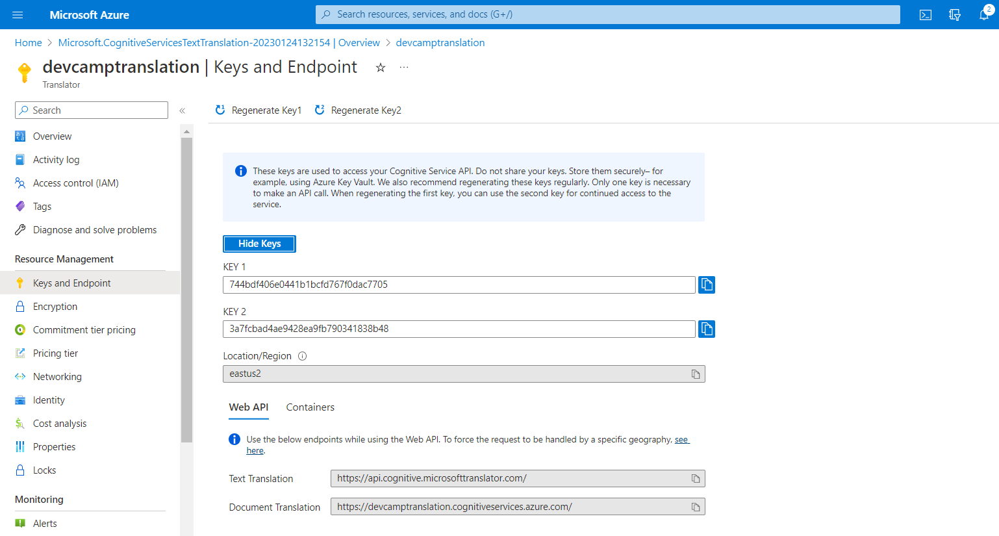 Microsoft Azure
Search resources, services, and docs (G+/)
2
Home > Microsoft.CognitiveServicesTextTranslation-20230124132154 | Overview > devcamptranslation
devcamptranslation | Keys and Endpoint
Translator
Search
Overview
Activity log
Access control (IAM)
Tags
Diagnose and solve problems
Resource Management
Keys and Endpoint
Encryption
Commitment tier pricing
Pricing tier
Networking
Identity
Cost analysis
Properties
Locks
Monitoring
Alerts
Regenerate Key1
Regenerate Key2
These keys are used to access your Cognitive Service API. Do not share your keys. Store them securely– for
example, using Azure Key Vault. We also recommend regenerating these keys regularly. Only one key is necessary
to make an API call. When regenerating the first key, you can use the second key for continued access to the
service.
Hide Keys
KEY 1
744bdf406e0441b1bcfd767f0dac7705
KEY 2
3a7fcbad4ae9428ea9fb790341838b48
Location/Region
eastus2
Web API
Containers
Use the below endpoints while using the Web API. To force the request to be handled by a specific geography, see
here.
Text Translation
https://api.cognitive.microsofttranslator.com/
Document Translation
https://devcamptranslation.cognitiveservices.azure.com/